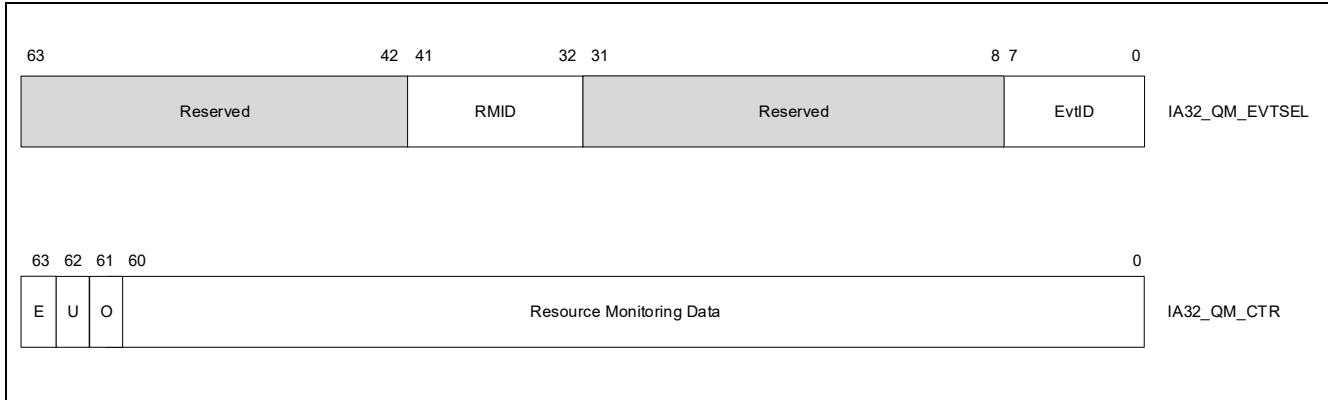 63 42 41 32 31 8 7 0
Reserved RMID Reserved EvtID IA32_QM_EVTSEL
63 62 61 60 0
E U O Resource Monitoring Data IA32_QM_CTR